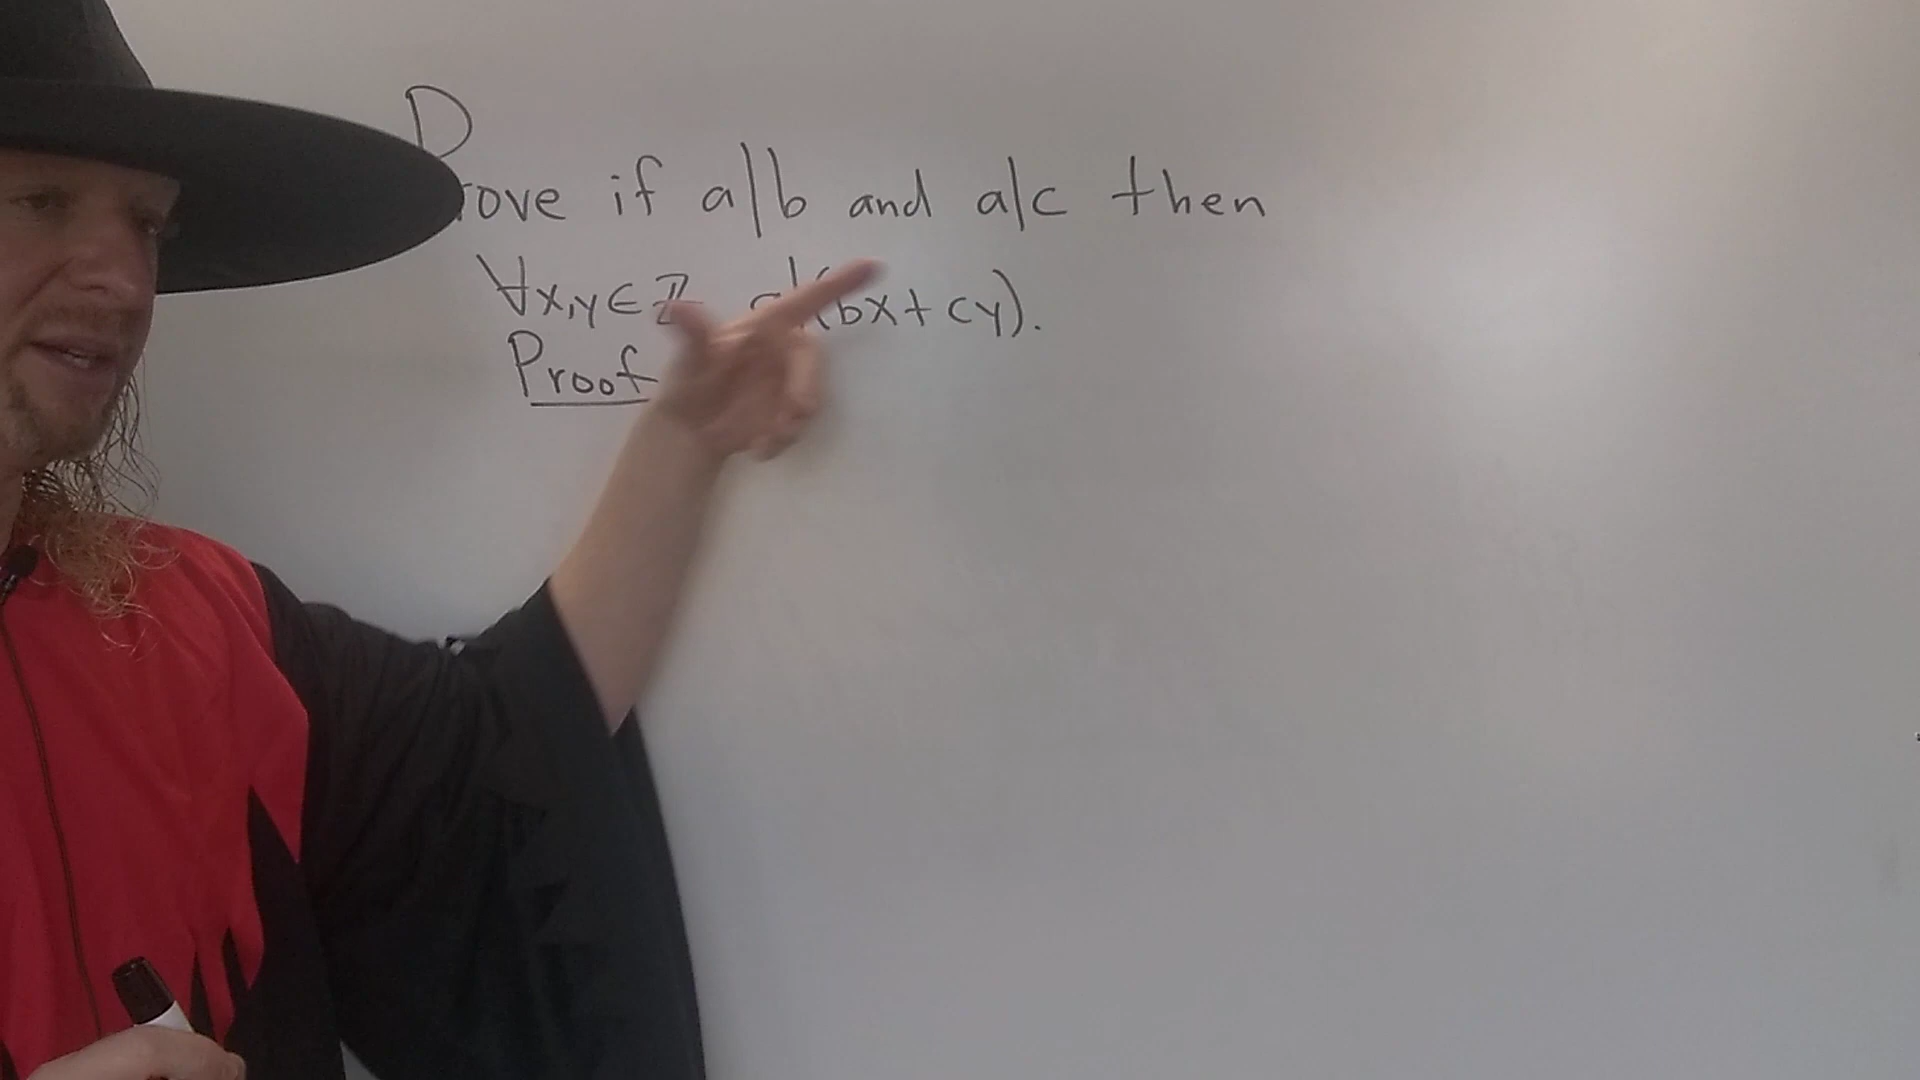 Prove if a|b and a|c then
∀x,y∈ℤ a|(bx+cy).
Proof